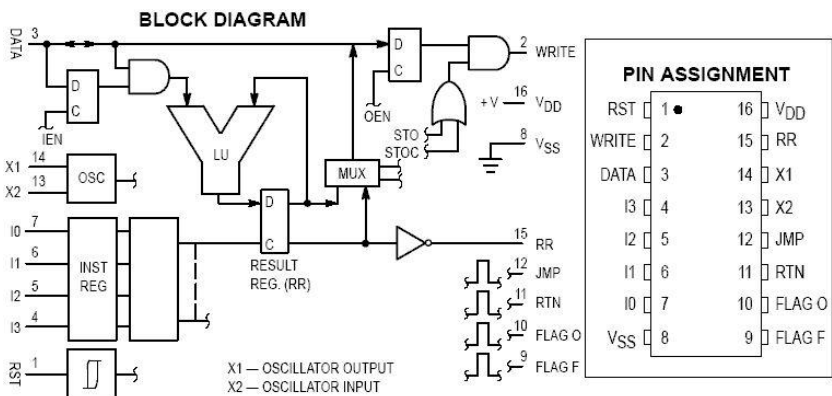 BLOCK DIAGRAM
DATA 3
D
C
IEN
LU
D
C
OEN
STO
STOC
2 WRITE
+V 16 VDD
8 VSS
X1 14
X2 13
OSC
MUX
I0 7
I1 6
I2 5
I3 4
INST
REG
D
C
RESULT
REG. (RR)
15 RR
12 JMP
11 RTN
10 FLAG O
9 FLAG F
RST 1
X1 — OSCILLATOR OUTPUT
X2 — OSCILLATOR INPUT
PIN ASSIGNMENT
RST 1 16 VDD
WRITE 2 15 RR
DATA 3 14 X1
I3 4 13 X2
I2 5 12 JMP
I1 6 11 RTN
I0 7 10 FLAG O
VSS 8 9 FLAG F